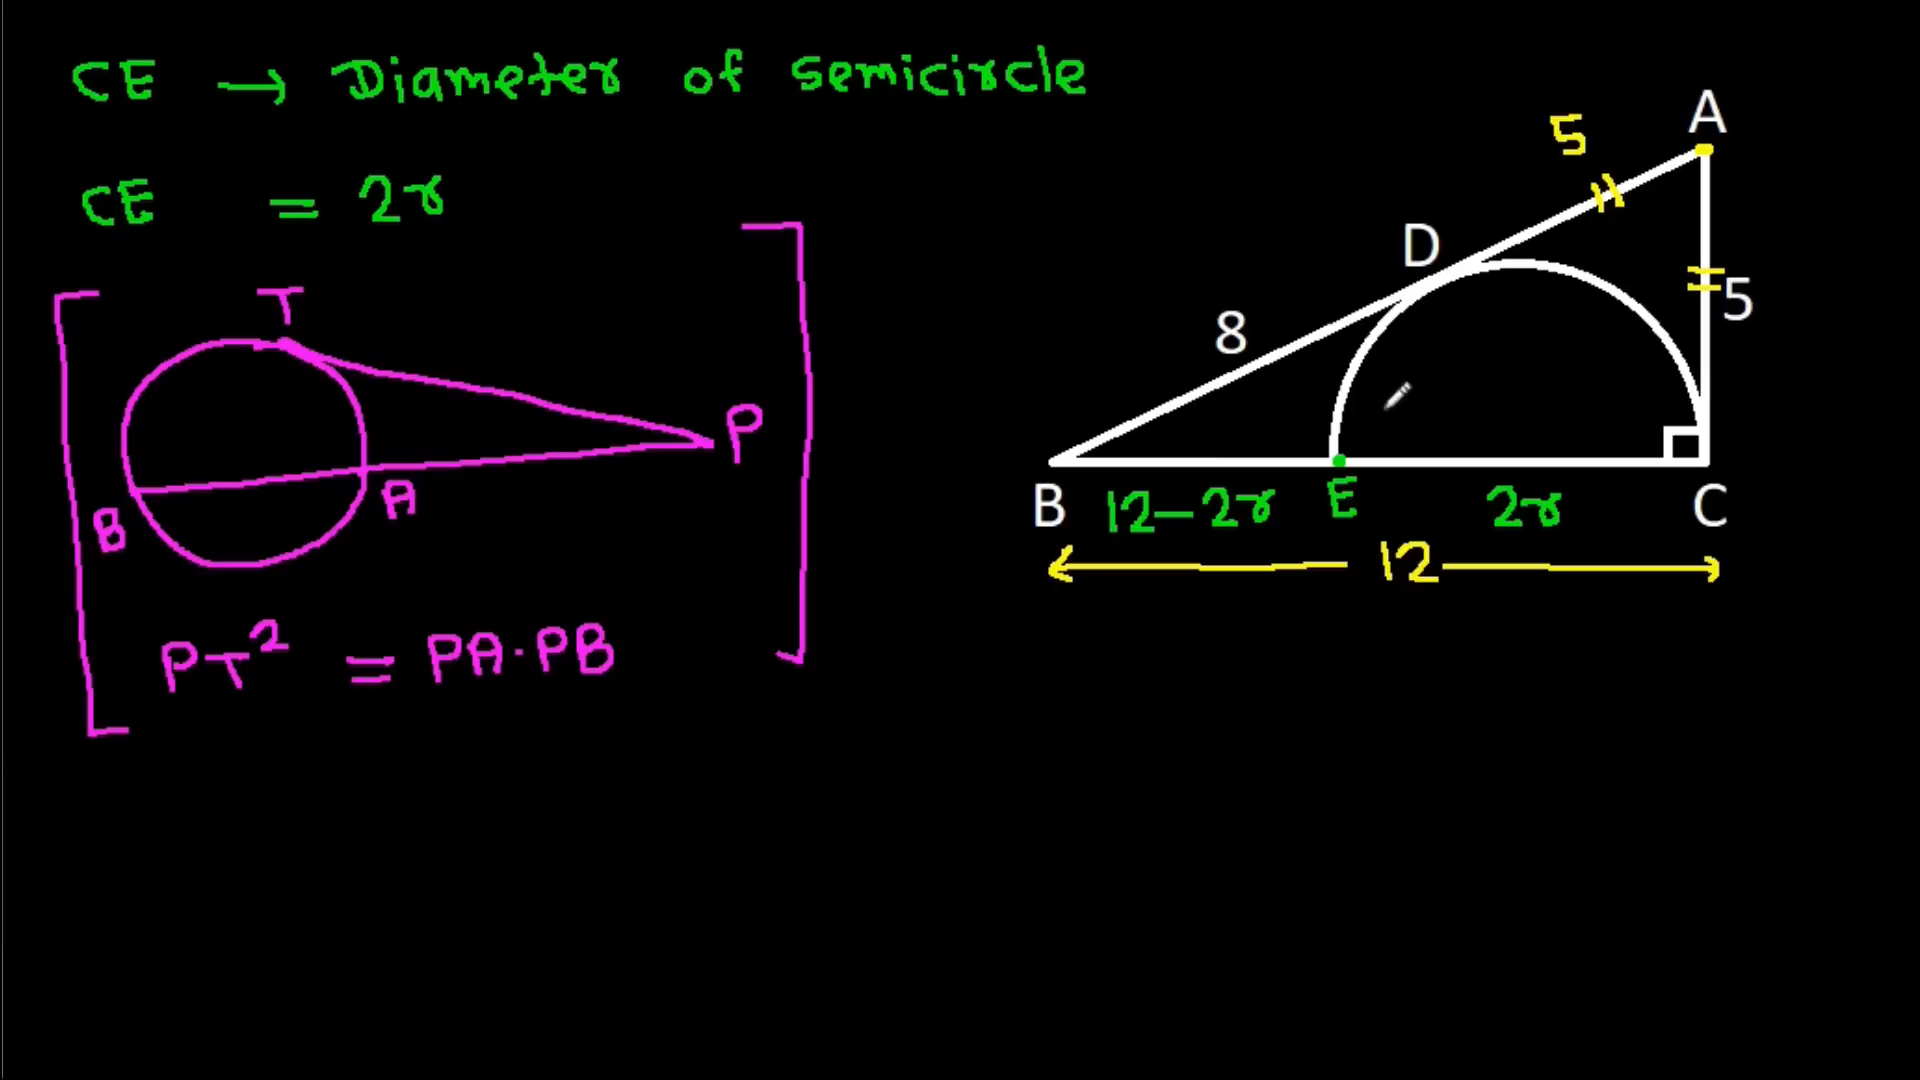 CE → Diameter of semicircle
CE = 2r
T
P
B
A
PT² = PA·PB
A
5
D
5
8
B
12-2r
E
2r
C
12